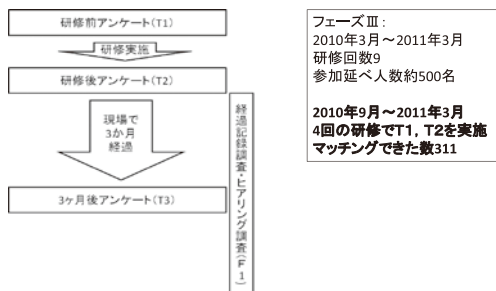 研修前アンケート(T1)
研修実施
研修後アンケート(T2)
現場で
3か月
経過
3ヶ月後アンケート(T3)
経過記録調査・ヒアリング調査(F1)
フェーズⅢ:
2010年3月~2011年3月
研修回数9
参加延べ人数約500名
2010年9月~2011年3月
4回の研修でT1, T2を実施
マッチングできた数311